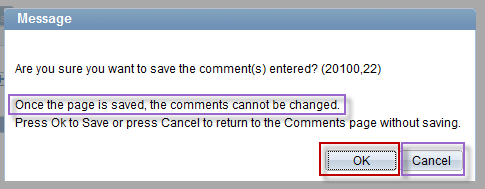 Message
Are you sure you want to save the comment(s) entered? (20100,22)
Once the page is saved, the comments cannot be changed.
Press Ok to Save or press Cancel to return to the Comments page without saving.
OK Cancel